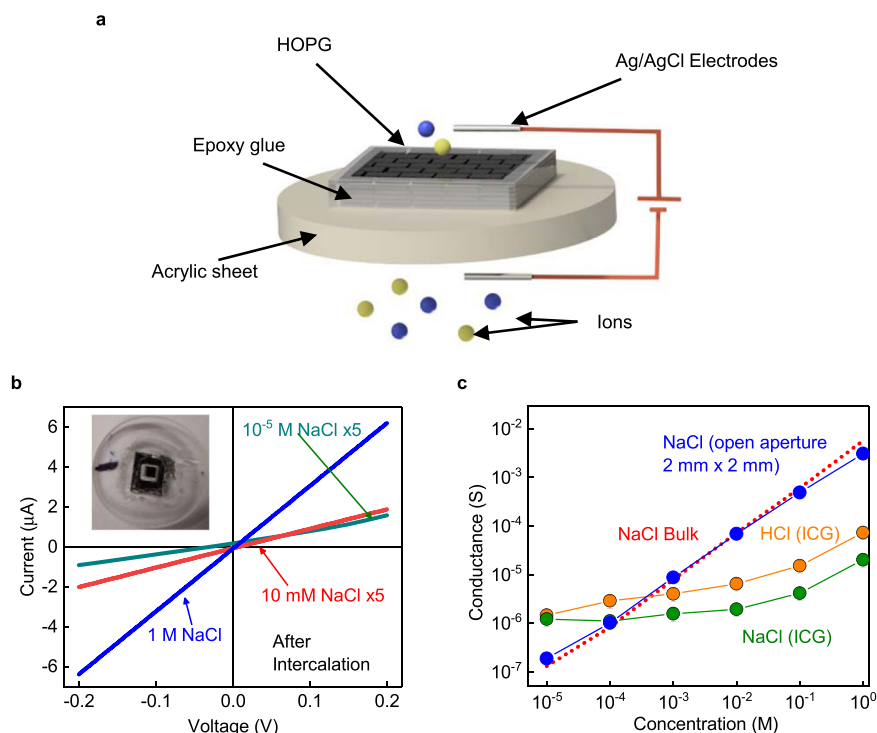 a
HOPG
Ag/AgCl Electrodes
Epoxy glue
Acrylic sheet
Ions
b
Current (μA)
6
4
2
0
-2
-4
-6
10⁻⁵ M NaCl x5
10 mM NaCl x5
1 M NaCl
After
Intercalation
-0.2
-0.1
0.0
0.1
0.2
Voltage (V)
c
Conductance (S)
10⁻²
10⁻³
10⁻⁴
10⁻⁵
10⁻⁶
10⁻⁷
NaCl (open aperture
2 mm x 2 mm)
NaCl Bulk
HCl (ICG)
NaCl (ICG)
10⁻⁵
10⁻⁴
10⁻³
10⁻²
10⁻¹
10⁰
Concentration (M)